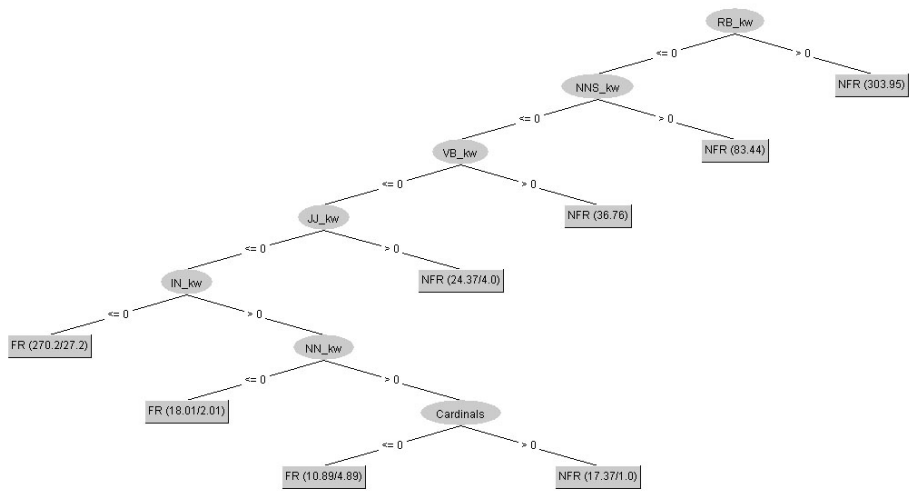 RB_kw
<= 0
> 0
NNS_kw
NFR (303.95)
<= 0
> 0
VB_kw
NFR (83.44)
<= 0
> 0
JJ_kw
NFR (36.76)
<= 0
> 0
IN_kw
NFR (24.37/4.0)
<= 0
> 0
FR (270.2/27.2)
NN_kw
<= 0
> 0
FR (18.01/2.01)
Cardinals
<= 0
> 0
FR (10.89/4.89)
NFR (17.37/1.0)